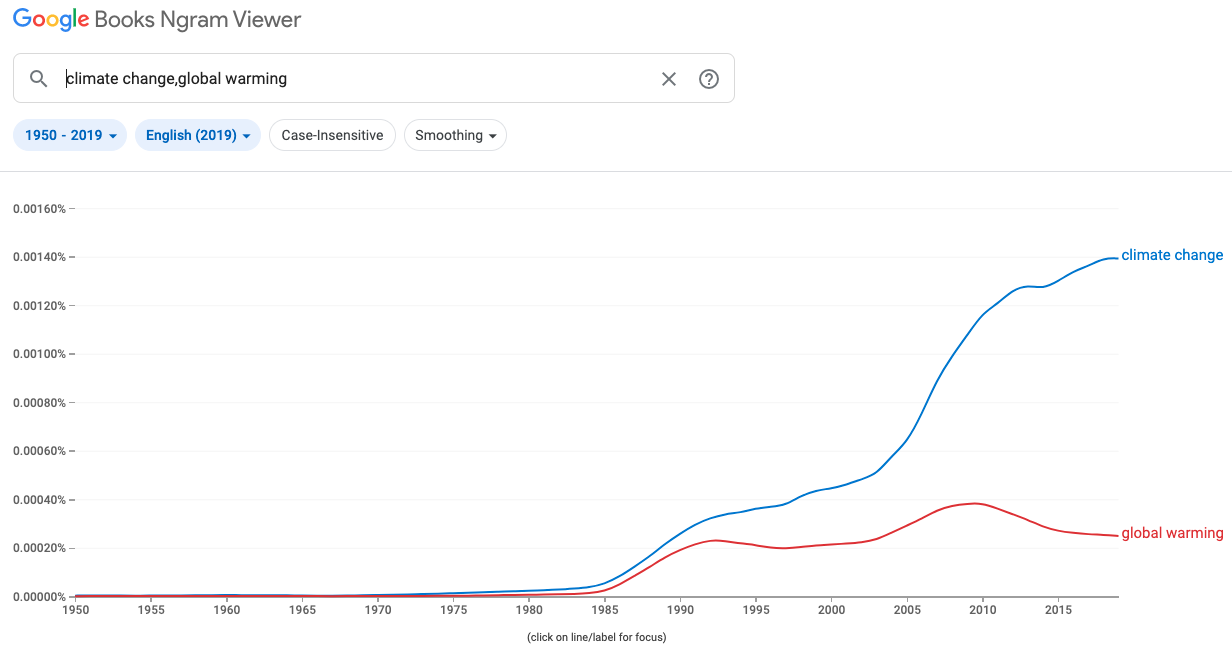 Google Books Ngram Viewer
climate change,global warming
1950 - 2019 English (2019) Case-Insensitive Smoothing
0.00160%
0.00140%
climate change
0.00120%
0.00100%
0.00080%
0.00060%
0.00040%
global warming
0.00020%
0.00000%
1950 1955 1960 1965 1970 1975 1980 1985 1990 1995 2000 2005 2010 2015
(click on line/label for focus)